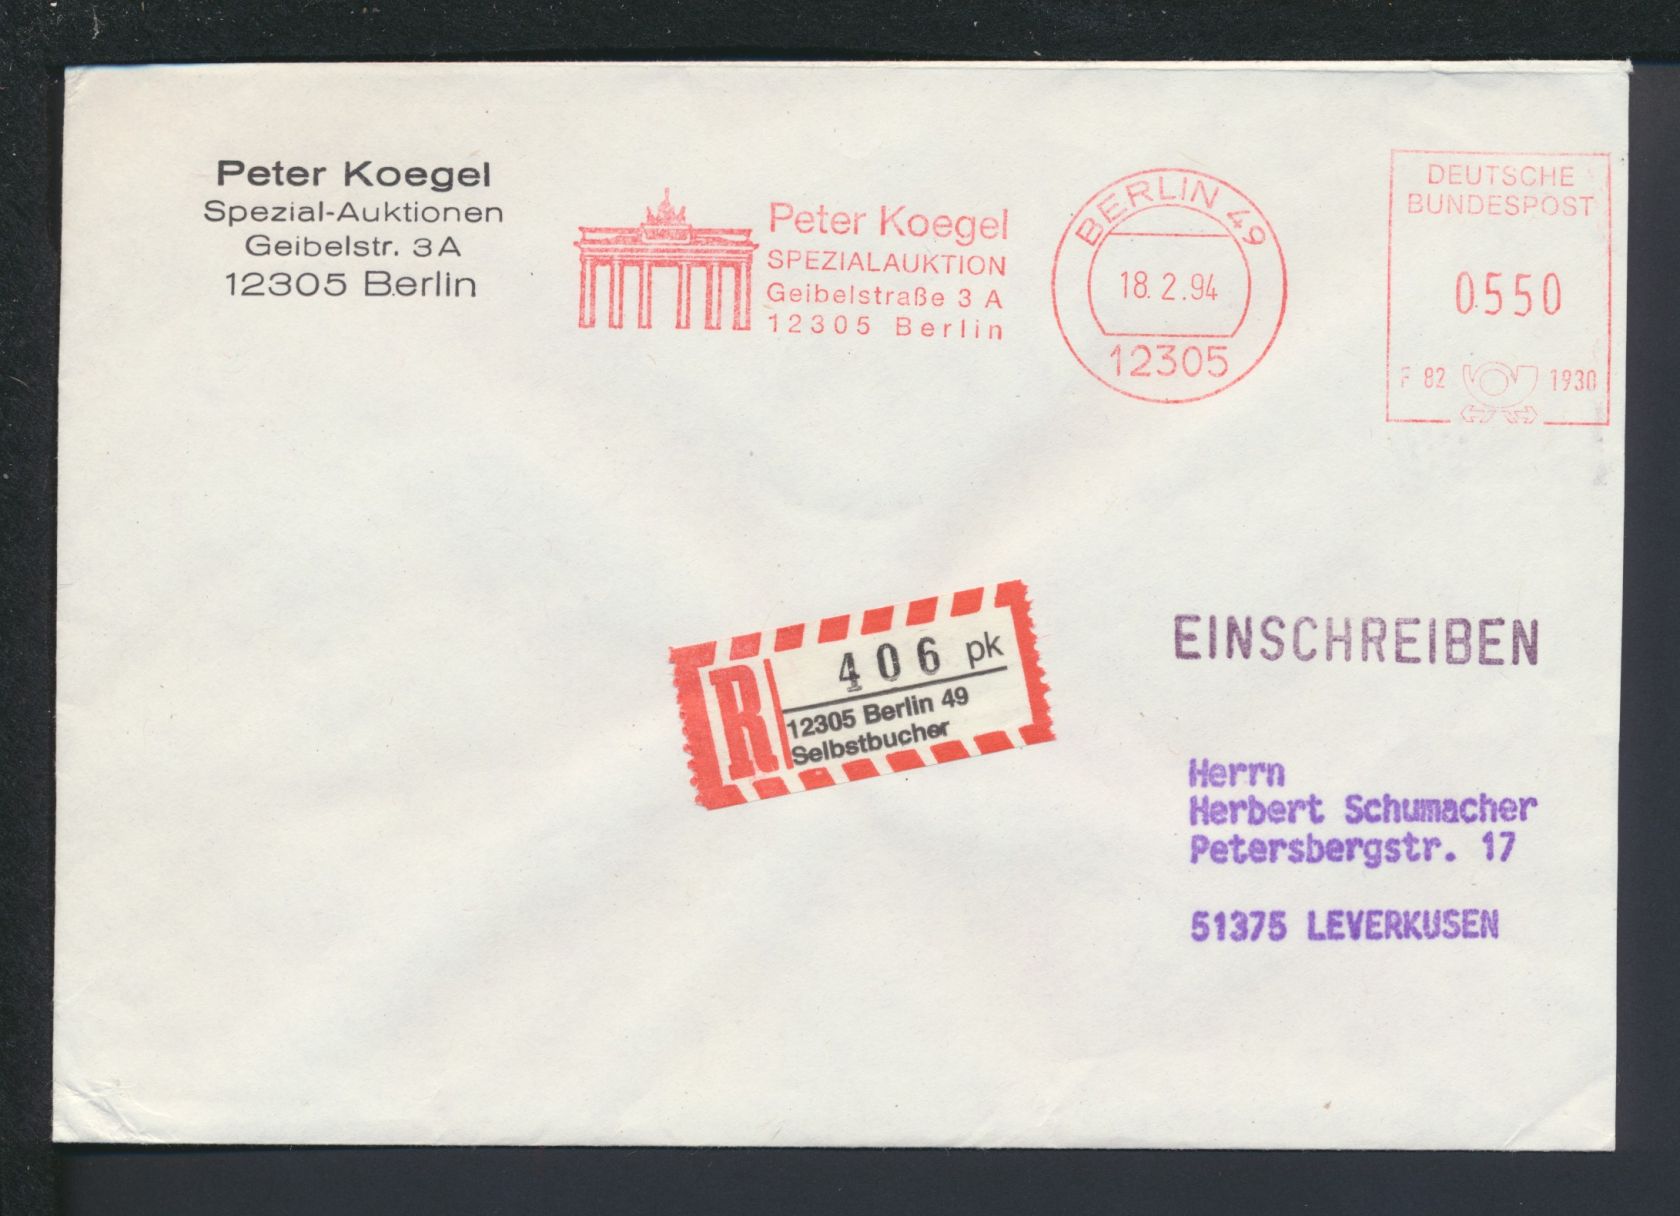 Peter Koegel
Spezial-Auktionen
Geibelstr. 3A
12305 Berlin
Peter Koegel
SPEZIALAUKTION
Geibelstraße 3 A
12305 Berlin
BERLIN 49
18. 2.94
12305
DEUTSCHE
BUNDESPOST
0.550
F 82 1930
R
406 pk
12305 Berlin 49
Selbstbucher
EINSCHREIBEN
Herrn
Herbert Schumacher
Petersbergstr. 17
51375 LEVERKUSEN